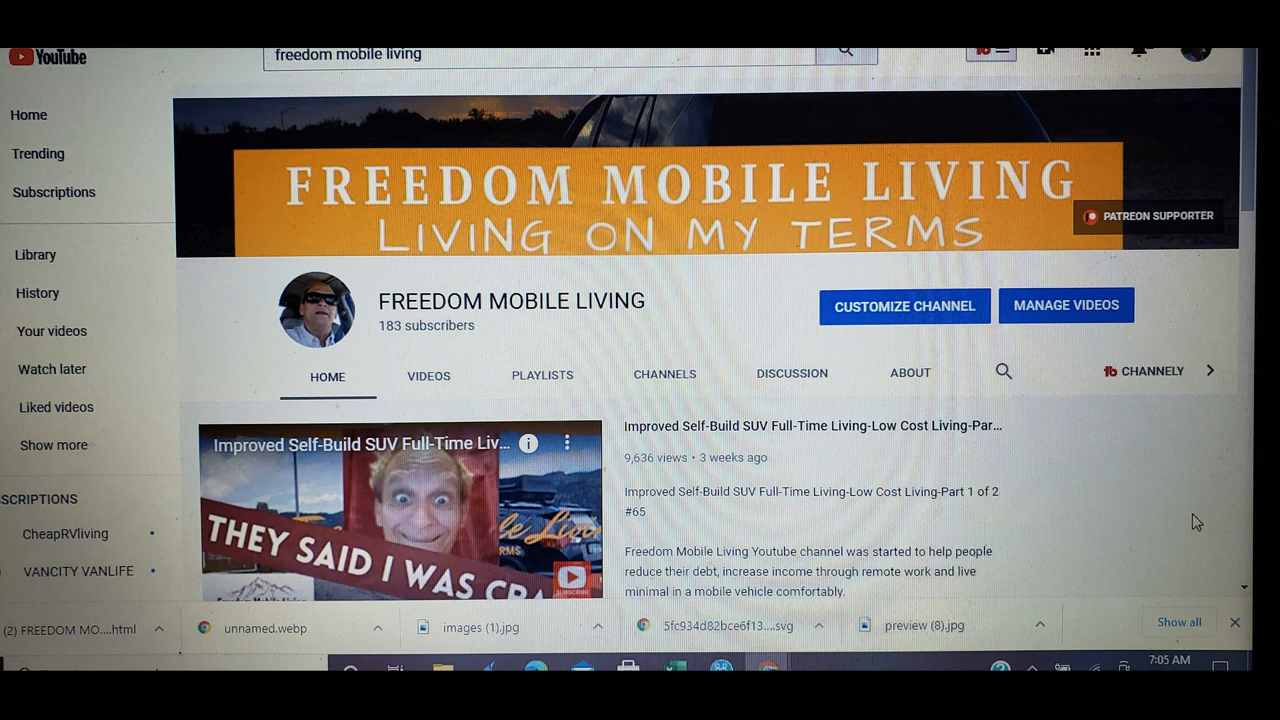 YouTube
freedom mobile living
Home
Trending
Subscriptions
Library
History
Your videos
Watch later
Liked videos
Show more
SCRIPTIONS
CheapRVliving
VANCITY VANLIFE
FREEDOM MOBILE LIVING
LIVING ON MY TERMS
PATREON SUPPORTER
FREEDOM MOBILE LIVING
183 subscribers
CUSTOMIZE CHANNEL
MANAGE VIDEOS
HOME
VIDEOS
PLAYLISTS
CHANNELS
DISCUSSION
ABOUT
CHANNELY
Improved Self-Build SUV Full-Time Liv...
THEY SAID I WAS CRA
RMS
SUBSCRIBE
Improved Self-Build SUV Full-Time Living-Low Cost Living-Par...
9,636 views • 3 weeks ago
Improved Self-Build SUV Full-Time Living-Low Cost Living-Part 1 of 2
#65
Freedom Mobile Living Youtube channel was started to help people
reduce their debt, increase income through remote work and live
minimal in a mobile vehicle comfortably.
(2) FREEDOM MO....html
unnamed.webp
images (1).jpg
5fc934d82bce6f13....svg
preview (8).jpg
Show all
7:05 AM